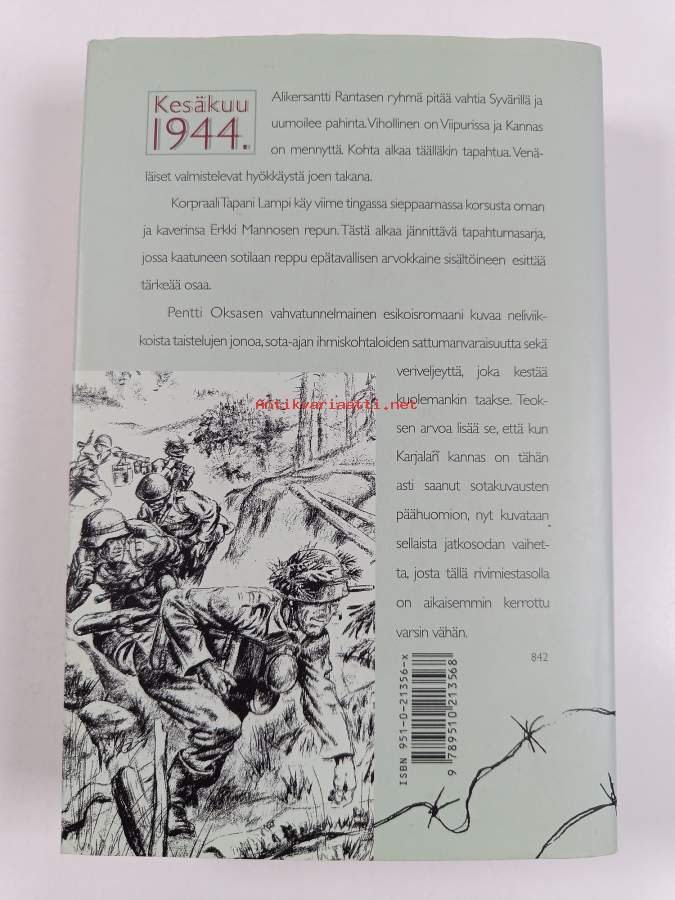 Kesäkuu
1944.
Alikersantti Rantasen ryhmä pitää vahtia Syvärillä ja
uumoilee pahinta. Vihollinen on Viipurissa ja Kannas
on mennyttä. Kohta alkaa täälläkin tapahtua. Venä-
läiset valmistelevat hyökkäystä joen takana.
Korpraali Tapani Lampi käy viime tingassa sieppaamassa korsusta oman
ja kaverinsa Erkki Mannosen repun. Tästä alkaa jännittävä tapahtumasarja,
jossa kaatuneen sotilaan reppu epätavallisen arvokkaine sisältöineen esittää
tärkeää osaa.
Pentti Oksasen vahvatunnelmainen esikoisromaani kuvaa neliviik-
koista taistelujen jonoa, sota-ajan ihmiskohtaloiden sattumanvaraisuutta sekä
veriveljeyttä, joka kestää
kuolemankin taakse. Teok-
sen arvoa lisää se, että kun
Karjalan kannas on tähän
asti saanut sotakuvausten
päähuomion, nyt kuvataan
sellaista jatkosodan vaihet-
ta, josta tällä rivimiestasolla
on aikaisemmin kerrottu
varsin vähän.
Antikvariaatti.net
842
ISBN 951-0-21356-X
9 789510 213568